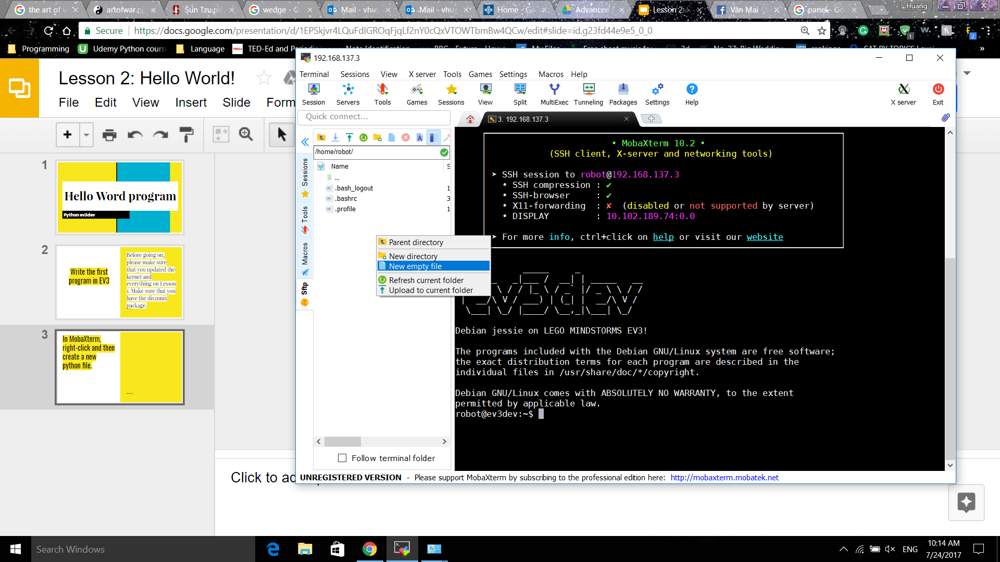 the art of w
artofwar.p
Sun Tzu.pd
wedge - Go
Mail - vhuy
Mail - vhuy
Home - G
Advanced
Lesson 2:
Vân Mai -
panel - Go
Huang
Secure
https://docs.google.com/presentation/d/1EPSkjvr4LQuFdIGROqFjqLf2nY0cQxVTOWTbmBw4QCw/edit#slide=id.g23fd44e9e5_0_0
Programming
Udemy Python cours
Language
TED-Ed and Periodic
Lesson 2: Hello World!
File Edit View Insert Slide Form
1
Hello Word program
Python ev3dev
2
Write the first
program in EV3
Before going on,
please make sure
that you updated the
kernel and
everything on Lesson
1. Make sure that you
have the dis2unix
package.
3
In MobaXterm,
right-click and then
create a new
python file.
Click to ad
192.168.137.3
Terminal Sessions View X server Tools Games Settings Macros Help
Session Servers Tools Games Sessions View Split MultiExec Tunneling Packages Settings Help X server Exit
Quick connect...
3. 192.168.137.3
Sessions
Tools
Macros
Sftp
/home/robot/
Name S
..
.bash_logout 1
.bashrc 3
.profile 1
Parent directory
New directory
New empty file
Refresh current folder
Upload to current folder
Follow terminal folder
• MobaXterm 10.2 •
(SSH client, X-server and networking tools)
➤ SSH session to robot@192.168.137.3
• SSH compression : ✔
• SSH-browser : ✔
• X11-forwarding : ✘ (disabled or not supported by server)
• DISPLAY : 10.102.189.74:0.0
➤ For more info, ctrl+click on help or visit our website
ev3dev
Debian jessie on LEGO MINDSTORMS EV3!
The programs included with the Debian GNU/Linux system are free software;
the exact distribution terms for each program are described in the
individual files in /usr/share/doc/*/copyright.
Debian GNU/Linux comes with ABSOLUTELY NO WARRANTY, to the extent
permitted by applicable law.
robot@ev3dev:~$
UNREGISTERED VERSION - Please support MobaXterm by subscribing to the professional edition here: http://mobaxterm.mobatek.net
Search Windows
ENG
10:14 AM
7/24/2017